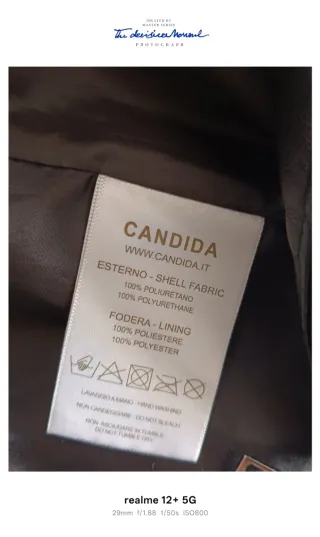 The decisive Moment
PHOTOGRAPH
CANDIDA
WWW.CANDIDA.IT
ESTERNO - SHELL FABRIC
100% POLIURETANO
100% POLYURETHANE
FODERA - LINING
100% POLIESTERE
100% POLYESTER
LAVAGGIO A MANO - HAND WASHING
NON CANDEGGIARE - DO NOT BLEACH
NON ASCIUGARE IN TUMBLE
DO NOT TUMBLE DRY
realme 12+ 5G
29mm f/1.88 1/50s ISO800